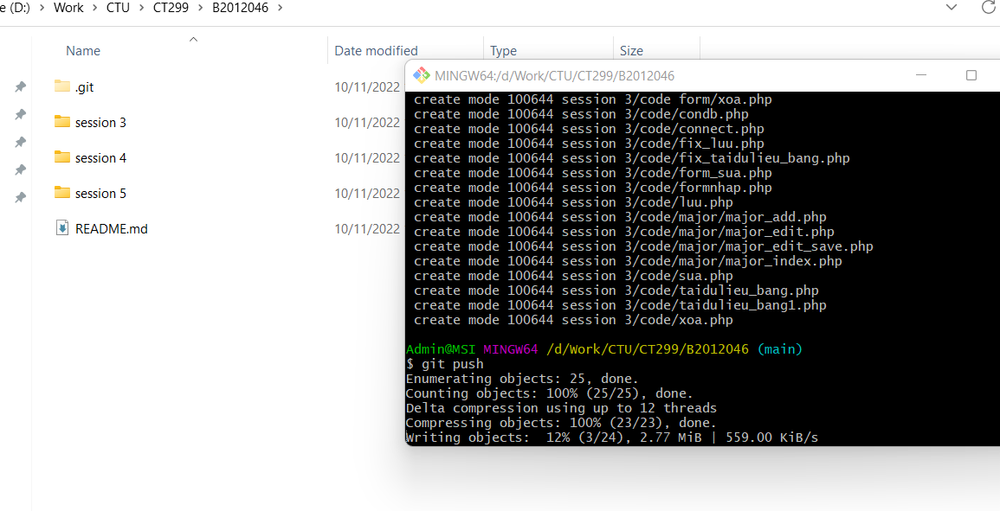 e (D:) > Work > CTU > CT299 > B2012046 >
Name Date modified Type Size
.git 10/11/2022
session 3 10/11/2022
session 4 10/11/2022
session 5 10/11/2022
README.md 10/11/2022
MINGW64:/d/Work/CTU/CT299/B2012046
create mode 100644 session 3/code form/xoa.php
create mode 100644 session 3/code/condb.php
create mode 100644 session 3/code/connect.php
create mode 100644 session 3/code/fix_luu.php
create mode 100644 session 3/code/fix_taidulieu_bang.php
create mode 100644 session 3/code/form_sua.php
create mode 100644 session 3/code/formnhap.php
create mode 100644 session 3/code/luu.php
create mode 100644 session 3/code/major/major_add.php
create mode 100644 session 3/code/major/major_edit.php
create mode 100644 session 3/code/major/major_edit_save.php
create mode 100644 session 3/code/major/major_index.php
create mode 100644 session 3/code/sua.php
create mode 100644 session 3/code/taidulieu_bang.php
create mode 100644 session 3/code/taidulieu_bang1.php
create mode 100644 session 3/code/xoa.php
Admin@MSI MINGW64 /d/Work/CTU/CT299/B2012046 (main)
$ git push
Enumerating objects: 25, done.
Counting objects: 100% (25/25), done.
Delta compression using up to 12 threads
Compressing objects: 100% (23/23), done.
Writing objects:  12% (3/24), 2.77 MiB | 559.00 KiB/s